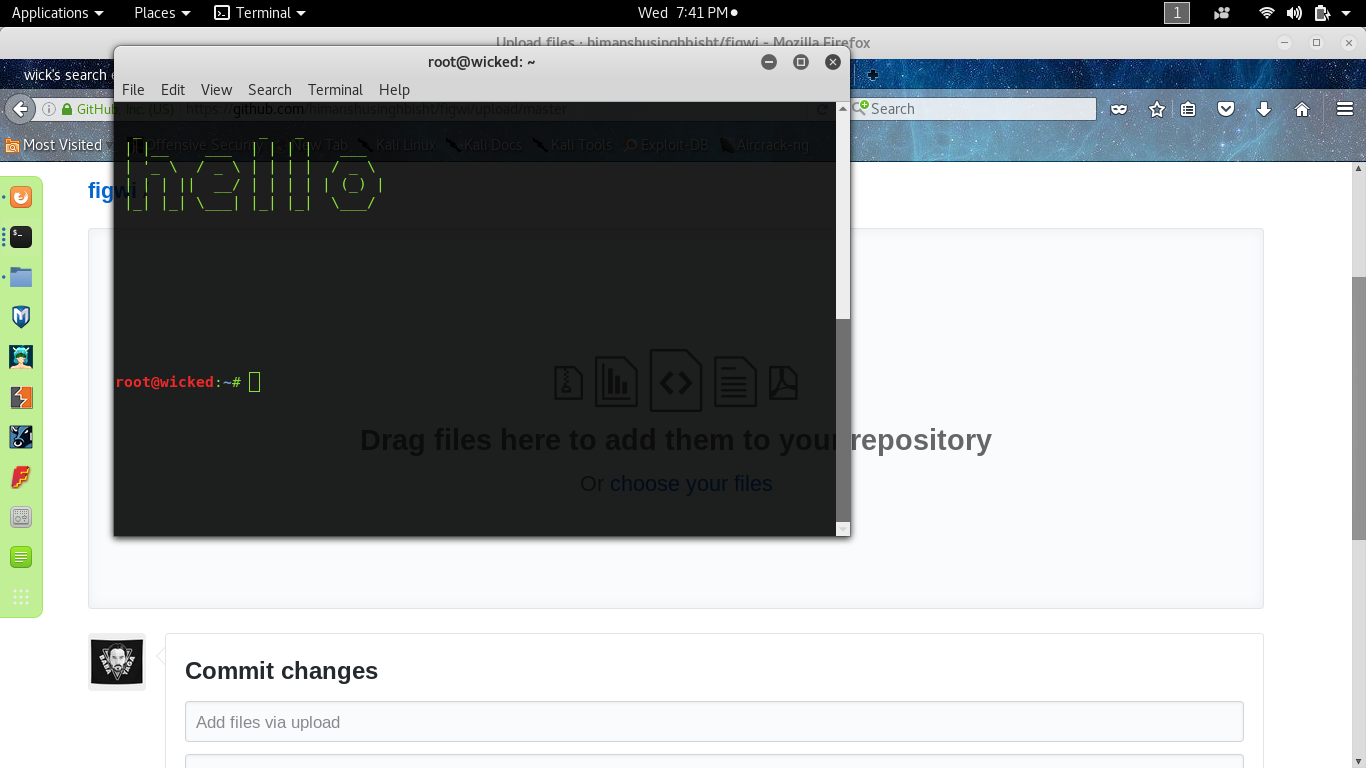 Applications Places Terminal Wed 7:41 PM 1
Upload files · himanshusinghbisht/figwi - Mozilla Firefox
root@wicked: ~
wick's search
File Edit View Search Terminal Help
GitHub, Inc. (US) https://github.com/himanshusinghbisht/figwi/upload/master Search
Most Visited Offensive Security New Tab Kali Linux Kali Docs Kali Tools Exploit-DB Aircrack-ng
hello
figwi
root@wicked:~#
Drag files here to add them to your repository
Or choose your files
BABA YAGA
Commit changes
Add files via upload